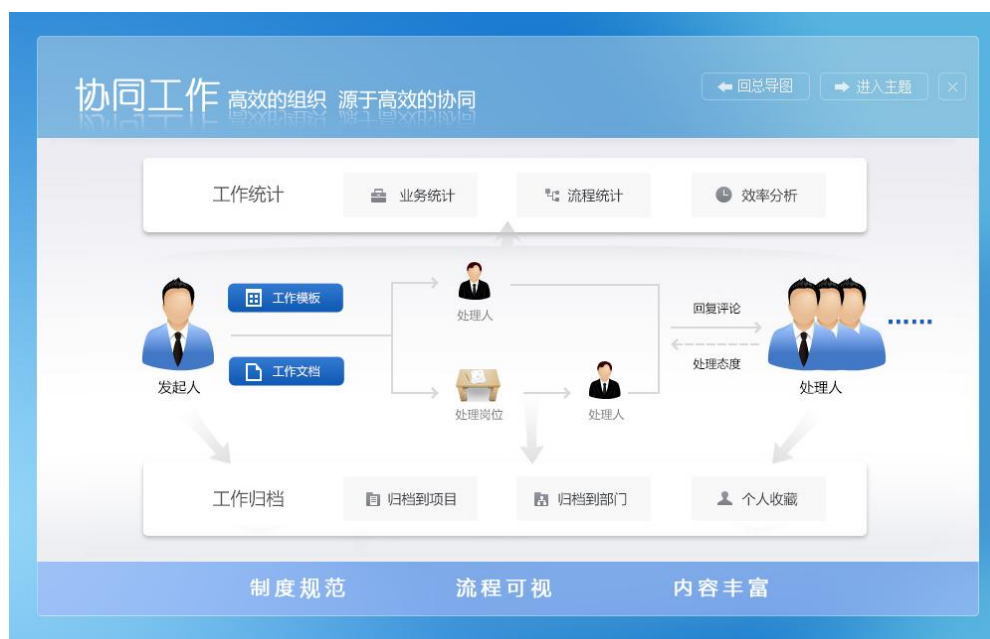 协同工作 高效的组织 源于高效的协同
回总导图
进入主题
工作统计
业务统计
流程统计
效率分析
工作模板
处理人
回复评论
工作文档
处理态度
发起人
处理岗位
处理人
处理人
工作归档
归档到项目
归档到部门
个人收藏
制度规范
流程可视
内容丰富